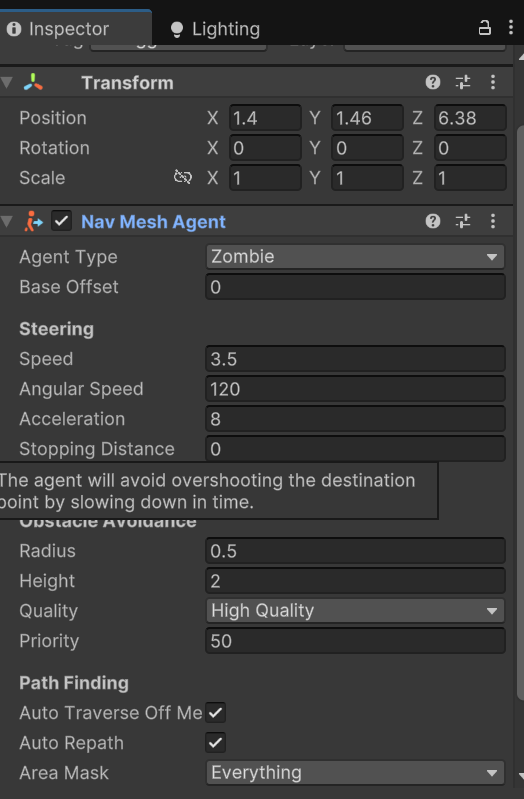 Inspector
Lighting
Transform
Position X 1.4 Y 1.46 Z 6.38
Rotation X 0 Y 0 Z 0
Scale X 1 Y 1 Z 1
Nav Mesh Agent
Agent Type Zombie
Base Offset 0
Steering
Speed 3.5
Angular Speed 120
Acceleration 8
Stopping Distance 0
The agent will avoid overshooting the destination
point by slowing down in time.
Obstacle Avoidance
Radius 0.5
Height 2
Quality High Quality
Priority 50
Path Finding
Auto Traverse Off Me
Auto Repath
Area Mask Everything